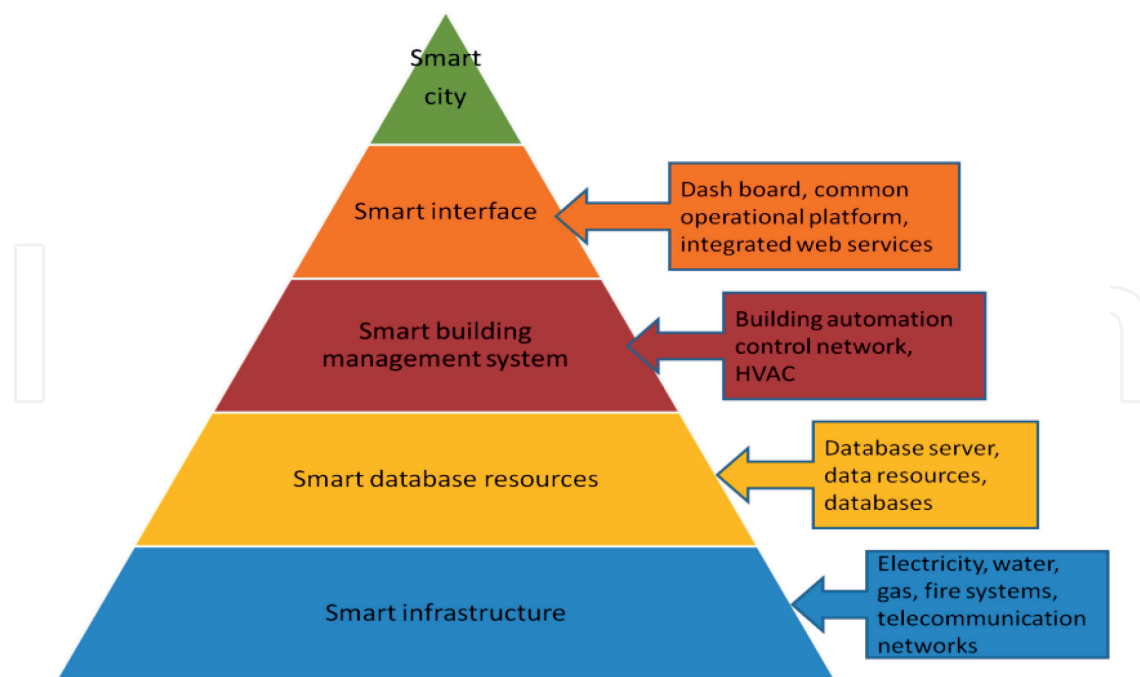 Smart
city
Smart interface
Dash board, common
operational platform,
integrated web services
Smart building
management system
Building automation
control network,
HVAC
Smart database resources
Database server,
data resources,
databases
Smart infrastructure
Electricity, water,
gas, fire systems,
telecommunication
networks